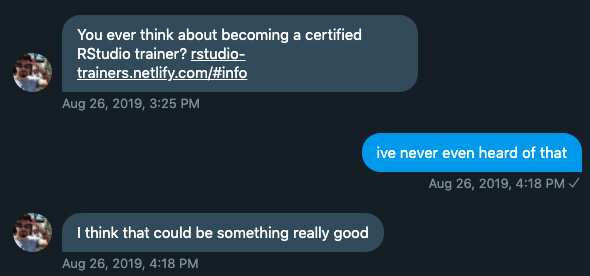 You ever think about becoming a certified
RStudio trainer? rstudio-
trainers.netlify.com/#info
Aug 26, 2019, 3:25 PM
ive never even heard of that
Aug 26, 2019, 4:18 PM ✓
I think that could be something really good
Aug 26, 2019, 4:18 PM